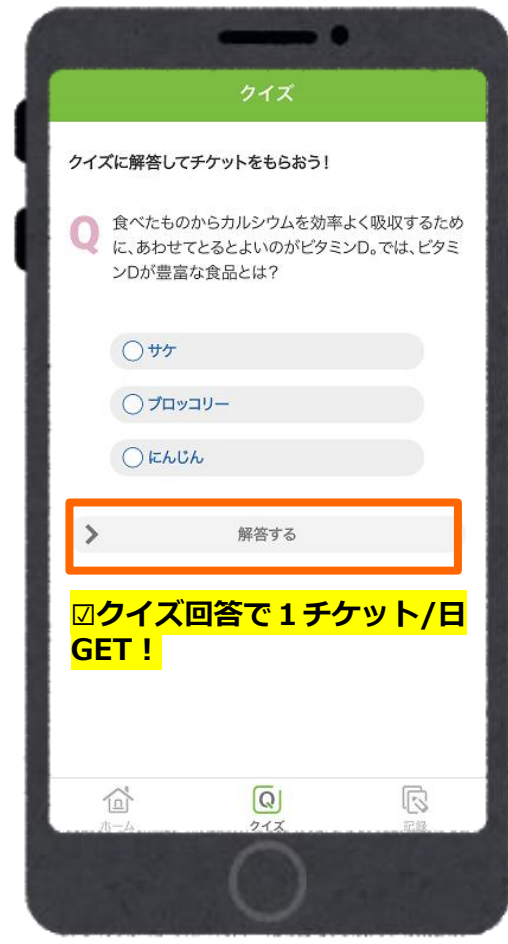 クイズ
クイズに解答してチケットをもらおう！
Q
食べたものからカルシウムを効率よく吸収するため
に、あわせてとるとよいのがビタミンD。では、ビタミ
ンDが豊富な食品とは？
サケ
ブロッコリー
にんじん
解答する
☑クイズ回答で１チケット/日
GET！
Q
ホーム
クイズ
記録